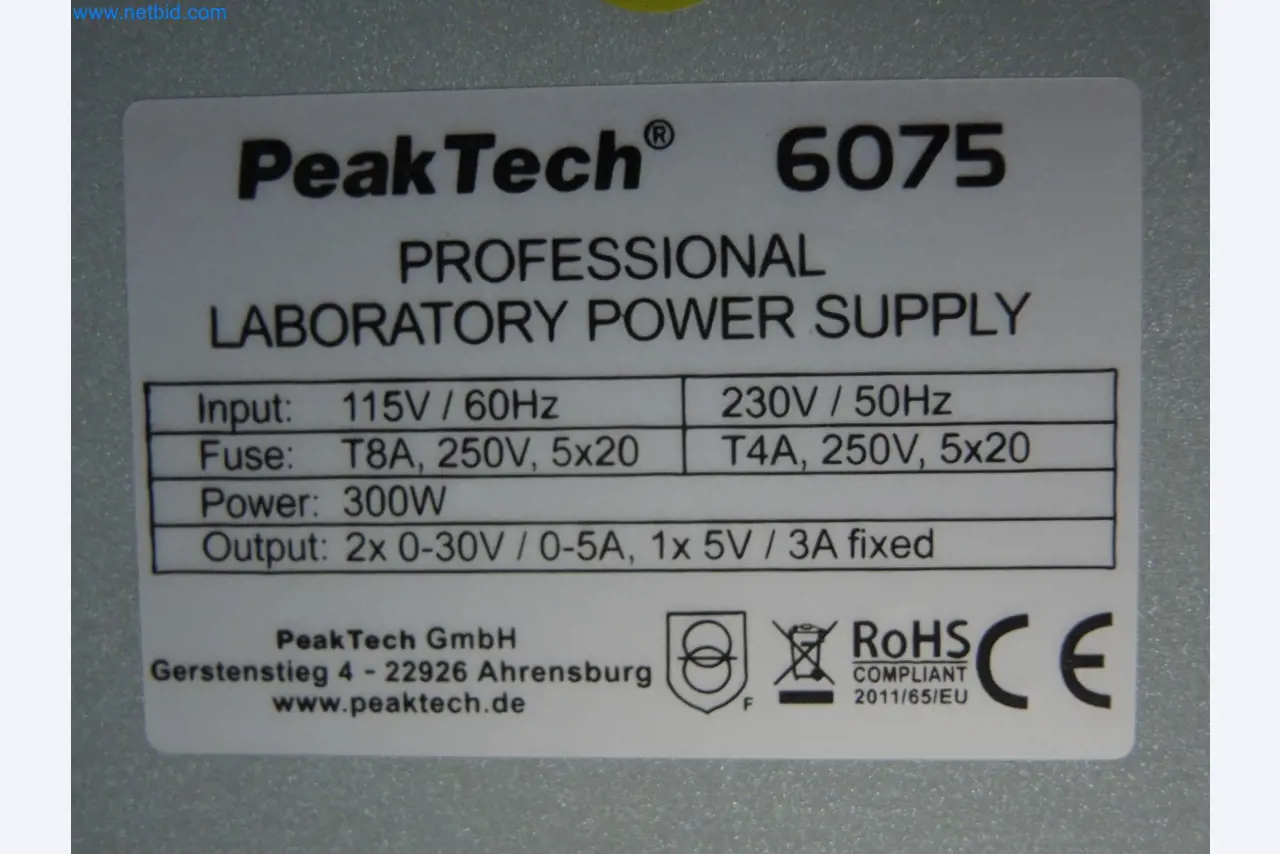 www.netbid.com
PeakTech® 6075
PROFESSIONAL
LABORATORY POWER SUPPLY
Input: 115V / 60Hz 230V / 50Hz
Fuse: T8A, 250V, 5x20 T4A, 250V, 5x20
Power: 300W
Output: 2x 0-30V / 0-5A, 1x 5V / 3A fixed
PeakTech GmbH
Gerstenstieg 4 - 22926 Ahrensburg
www.peaktech.de
F
RoHS
COMPLIANT
2011/65/EU
CE